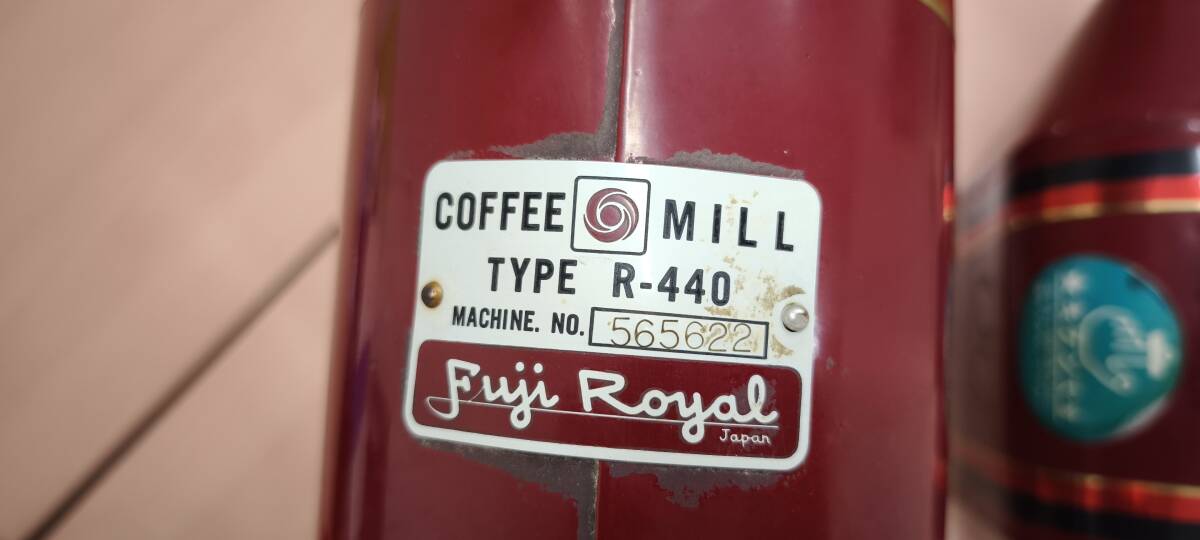 COFFEE MILL
TYPE R-440
MACHINE. NO. 565622
Fuji Royal
Japan